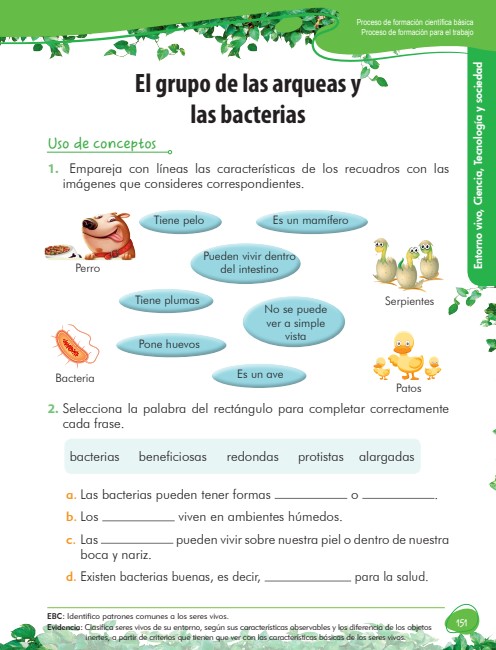 Proceso de formación científica básica
Proceso de formación para el trabajo
Entorno vivo, Ciencia, Tecnología y sociedad
El grupo de las arqueas y
las bacterias
Uso de conceptos
1. Empareja con líneas las características de los recuadros con las
imágenes que consideres correspondientes.
Tiene pelo
Es un mamífero
Perro
Pueden vivir dentro
del intestino
Tiene plumas
Serpientes
No se puede
ver a simple
vista
Pone huevos
Bacteria
Es un ave
Patos
2. Selecciona la palabra del rectángulo para completar correctamente
cada frase.
bacterias beneficiosas redondas protistas alargadas
a. Las bacterias pueden tener formas ____________ o ____________.
b. Los ____________ viven en ambientes húmedos.
c. Las ____________ pueden vivir sobre nuestra piel o dentro de nuestra
boca y nariz.
d. Existen bacterias buenas, es decir, ______________ para la salud.
EBC: Identifico patrones comunes a los seres vivos.
Evidencia: Clasifica seres vivos de su entorno, según sus características observables y los diferencia de los objetos
inertes, a partir de criterios que tienen que ver con las características básicas de los seres vivos.
151